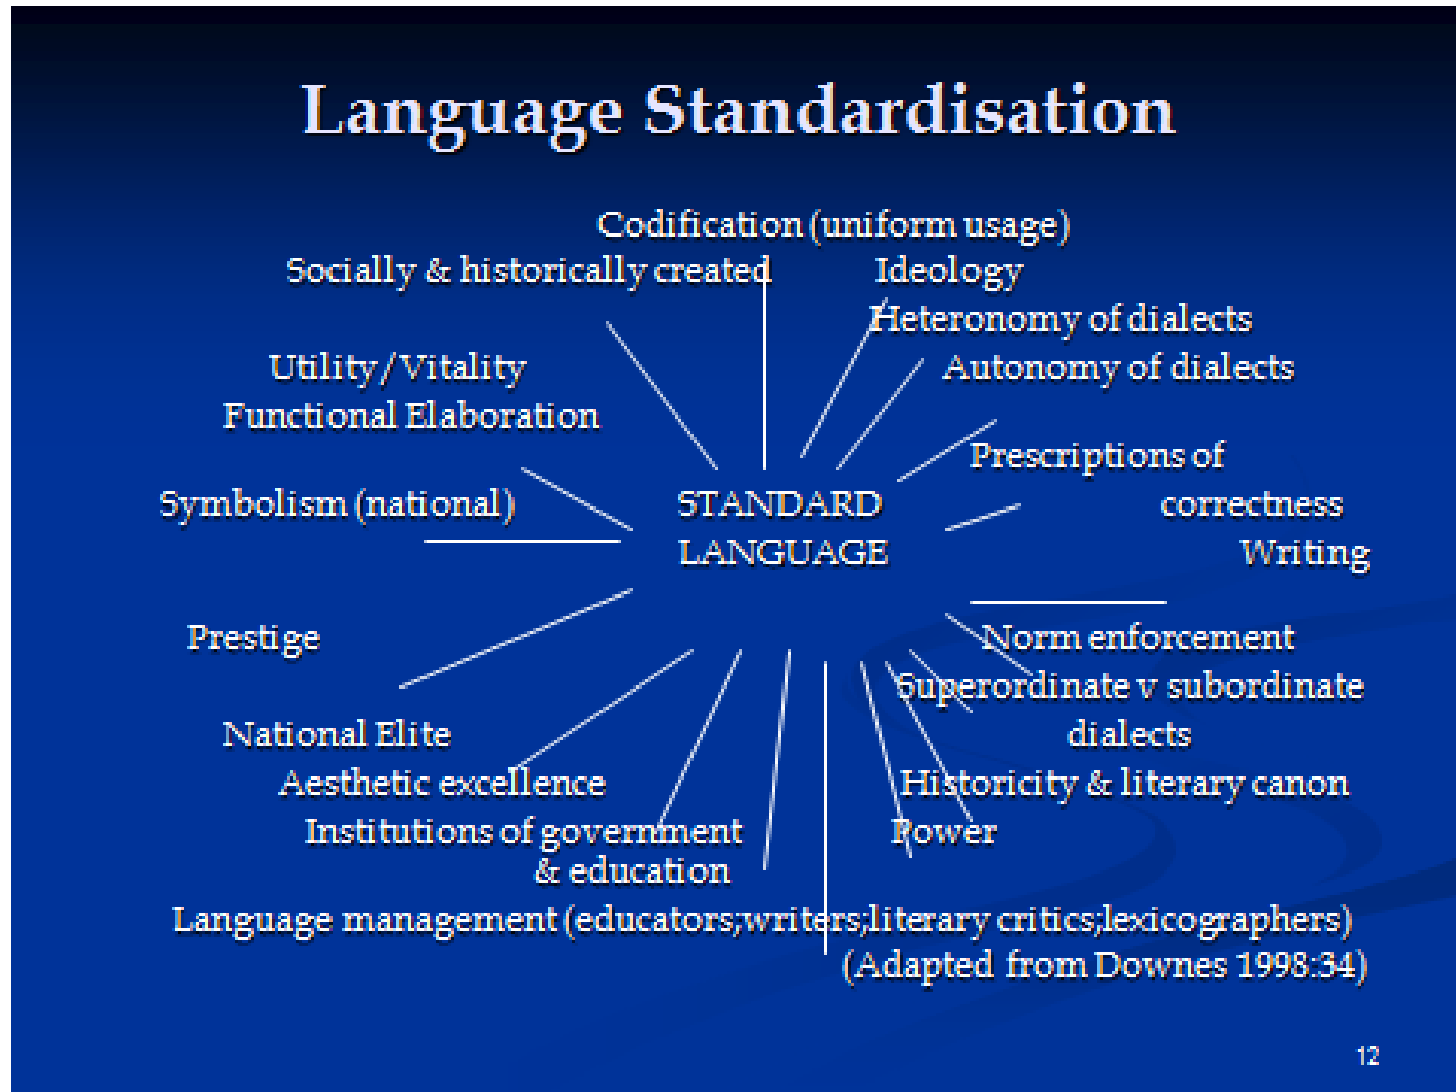 Language Standardisation
Codification (uniform usage)
Socially & historically created Ideology
Heteronomy of dialects
Utility/Vitality Autonomy of dialects
Functional Elaboration
Prescriptions of
Symbolism (national) STANDARD correctness
LANGUAGE Writing
Prestige Norm enforcement
Superordinate v subordinate
National Elite dialects
Aesthetic excellence Historicity & literary canon
Institutions of government Power
& education
Language management (educators;writers;literary critics;lexicographers)
(Adapted from Downes 1998:34)
12